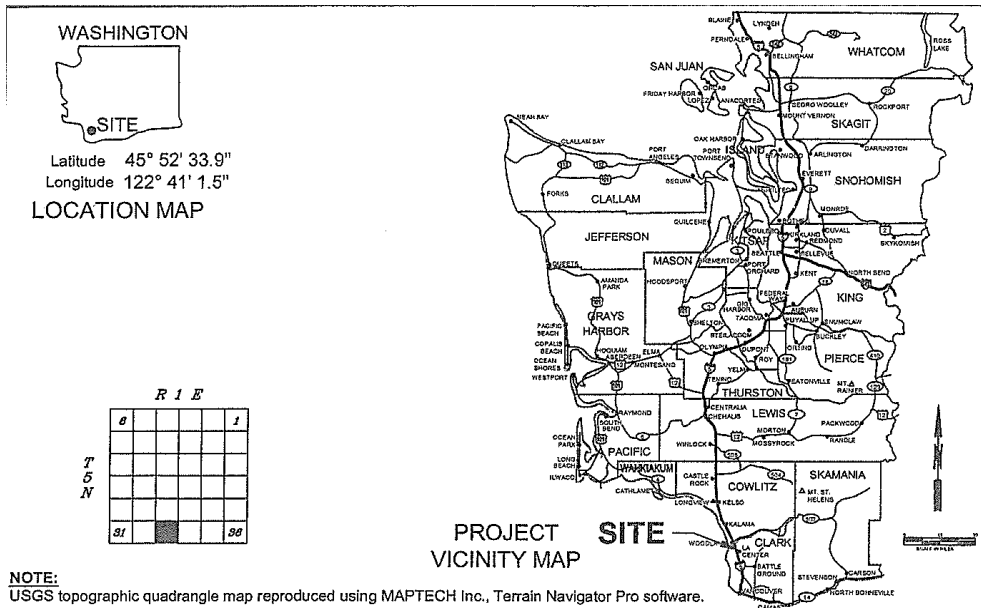 WASHINGTON
SITE
Latitude 45° 52' 33.9"
Longitude 122° 41' 1.5"
LOCATION MAP
R 1 E
6 1
T
5
N
31 36
NOTE:
USGS topographic quadrangle map reproduced using MAPTECH Inc., Terrain Navigator Pro software.
PROJECT
VICINITY MAP
SITE
BLAINE
LYNDEN
FERNDALE
BELLINGHAM
WHATCOM
ROSS
LAKE
SAN JUAN
ORCAS
FRIDAY HARBOR
LOPEZ
ANACORTES
SEDRO WOOLLEY
ROCKPORT
MOUNT VERNON
SKAGIT
NEAH BAY
CLALLAM BAY
OAK HARBOR
PORT
ANGELES
PORT
TOWNSEND
ISLAND
STANWOOD
ARLINGTON
DARRINGTON
SEQUIM
EVERETT
SNOHOMISH
FORKS
CLALLAM
MONROE
QUILCENE
DUVALL
SKYKOMISH
JEFFERSON
POULSBO
KITSAP
KIRKLAND
REDMOND
BREMERTON
SEATTLE
BELLEVUE
MASON
PORT
ORCHARD
KENT
NORTH BEND
QUEETS
AMANDA
PARK
HOODSPORT
FEDERAL
WAY
KING
GIG
HARBOR
AUBURN
GRAYS
HARBOR
TACOMA
PUYALLUP
ENUMCLAW
PACIFIC
BEACH
SHELTON
STEILACOOM
BUCKLEY
COPALIS
BEACH
OLYMPIA
DUPONT
ORTING
PIERCE
OCEAN
SHORES
HOQUIAM
ABERDEEN
ELMA
ROY
WESTPORT
MONTESANO
YELM
EATONVILLE
MT.
RAINIER
TENINO
THURSTON
CENTRALIA
CHEHALIS
LEWIS
RAYMOND
SOUTH
BEND
MORTON
PACKWOOD
RANDLE
OCEAN
PARK
WINLOCK
MOSSYROCK
PACIFIC
LONG
BEACH
WAHKIAKUM
CASTLE
ROCK
COWLITZ
SKAMANIA
ILWACO
CATHLAMET
MT. ST.
HELENS
LONGVIEW
KELSO
KALAMA
CLARK
LA
CENTER
BATTLE
GROUND
STEVENSON
CARSON
VANCOUVER
NORTH BONNEVILLE
CAMAS